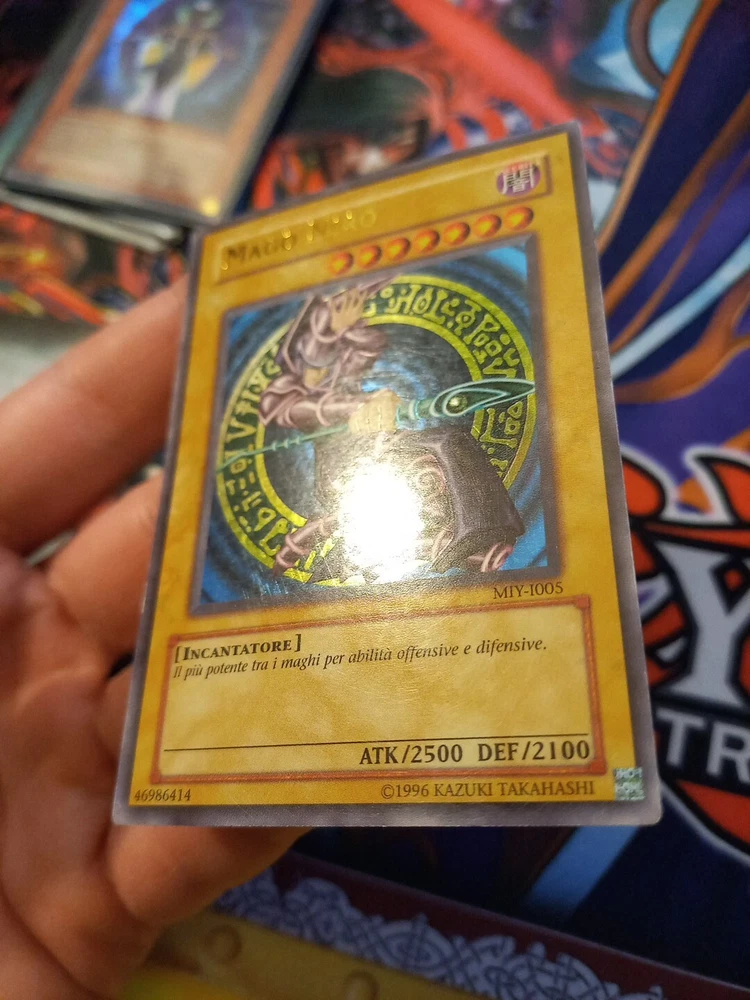 MAGO NERO
MIY-I005
[INCANTATORE]
Il più potente tra i maghi per abilità offensive e difensive.
ATK/2500 DEF/2100
46986414
©1996 KAZUKI TAKAHASHI
Y
TR